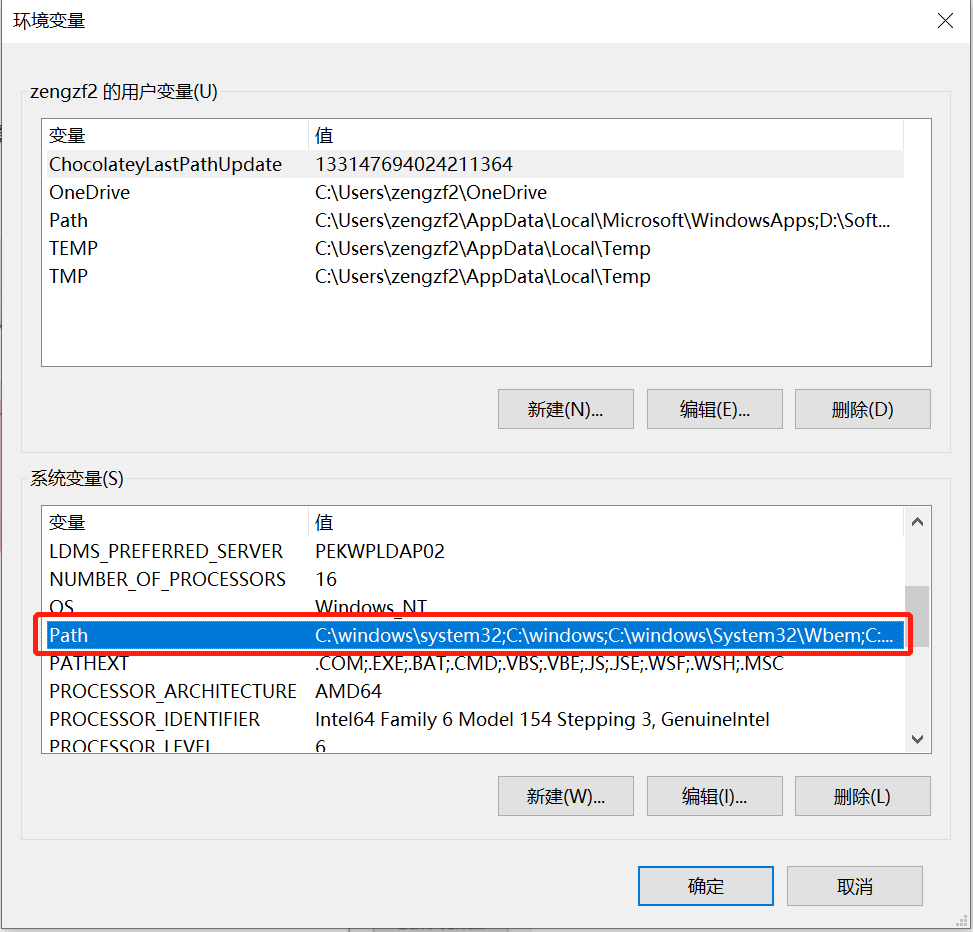 环境变量
zengzf2 的用户变量(U)
变量 值
ChocolateyLastPathUpdate 133147694024211364
OneDrive C:\Users\zengzf2\OneDrive
Path C:\Users\zengzf2\AppData\Local\Microsoft\WindowsApps;D:\Soft...
TEMP C:\Users\zengzf2\AppData\Local\Temp
TMP C:\Users\zengzf2\AppData\Local\Temp
新建(N)... 编辑(E)... 删除(D)
系统变量(S)
变量 值
LDMS_PREFERRED_SERVER PEKWPLDAP02
NUMBER_OF_PROCESSORS 16
OS Windows_NT
Path C:\windows\system32;C:\windows;C:\windows\System32\Wbem;C:...
PATHEXT .COM;.EXE;.BAT;.CMD;.VBS;.VBE;.JS;.JSE;.WSF;.WSH;.MSC
PROCESSOR_ARCHITECTURE AMD64
PROCESSOR_IDENTIFIER Intel64 Family 6 Model 154 Stepping 3, GenuineIntel
PROCESSOR_LEVEL 6
新建(W)... 编辑(I)... 删除(L)
确定 取消